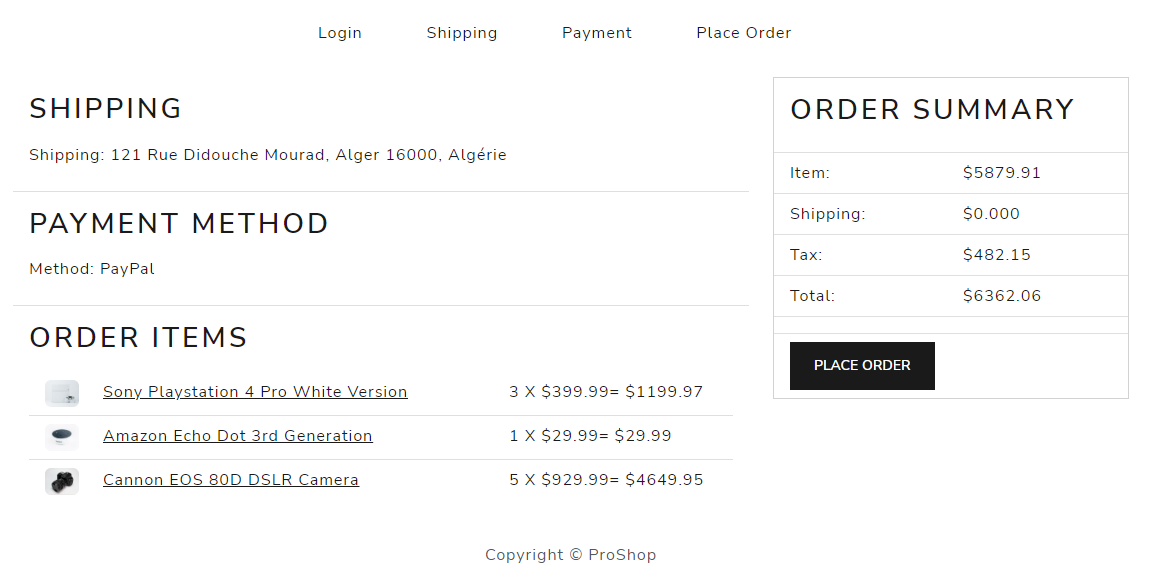 Login Shipping Payment Place Order
SHIPPING
Shipping: 121 Rue Didouche Mourad, Alger 16000, Algérie
PAYMENT METHOD
Method: PayPal
ORDER ITEMS
Sony Playstation 4 Pro White Version 3 X $399.99= $1199.97
Amazon Echo Dot 3rd Generation 1 X $29.99= $29.99
Cannon EOS 80D DSLR Camera 5 X $929.99= $4649.95
ORDER SUMMARY
Item: $5879.91
Shipping: $0.000
Tax: $482.15
Total: $6362.06
PLACE ORDER
Copyright © ProShop